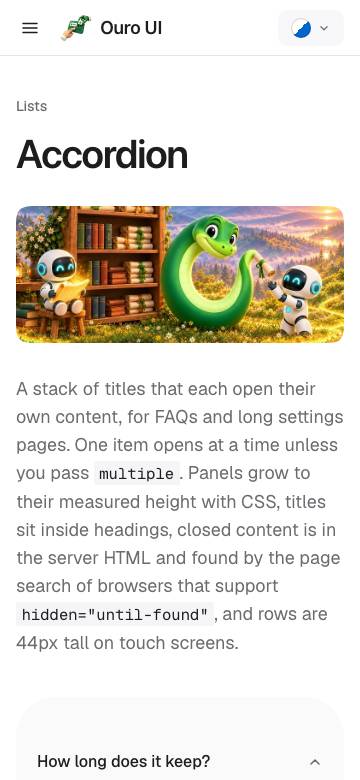 Ouro UI
Lists
Accordion
A stack of titles that each open their
own content, for FAQs and long settings
pages. One item opens at a time unless
you pass multiple. Panels grow to
their measured height with CSS, titles
sit inside headings, closed content is in
the server HTML and found by the page
search of browsers that support
hidden="until-found", and rows are
44px tall on touch screens.
How long does it keep?